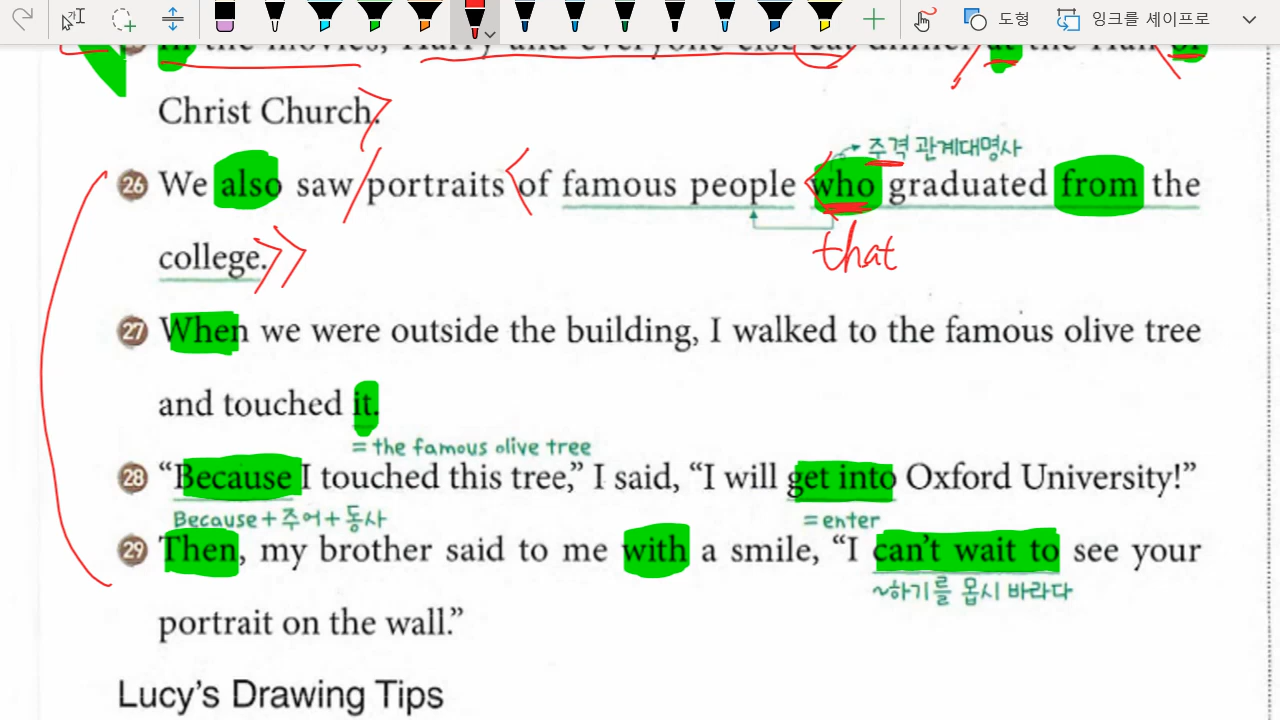 도형 잉크를 셰이프로
In the movies, Harry and everyone else eat dinner at the Hall of
Christ Church.
주격 관계대명사
26 We also saw portraits of famous people who graduated from the
that
college.
27 When we were outside the building, I walked to the famous olive tree
and touched it.
= the famous olive tree
28 “Because I touched this tree,” I said, “I will get into Oxford University!”
Because+주어+동사 =enter
29 Then, my brother said to me with a smile, “I can’t wait to see your
~하기를 몹시 바라다
portrait on the wall.”
Lucy’s Drawing Tips